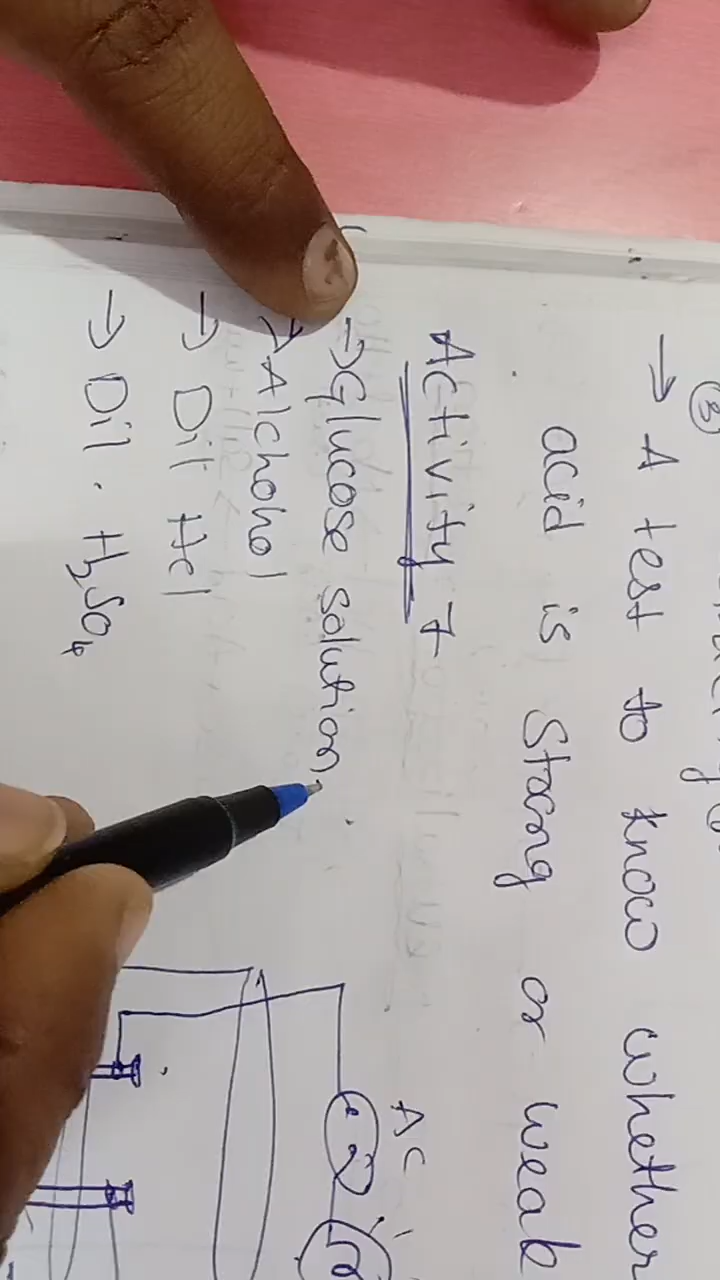 ③
→ A test to know whether
acid is Strong or weak
Activity 7
→ Glucose solution,
→ Alchohol
→ Dil Hcl
→ Dil. H₂SO₄
AC